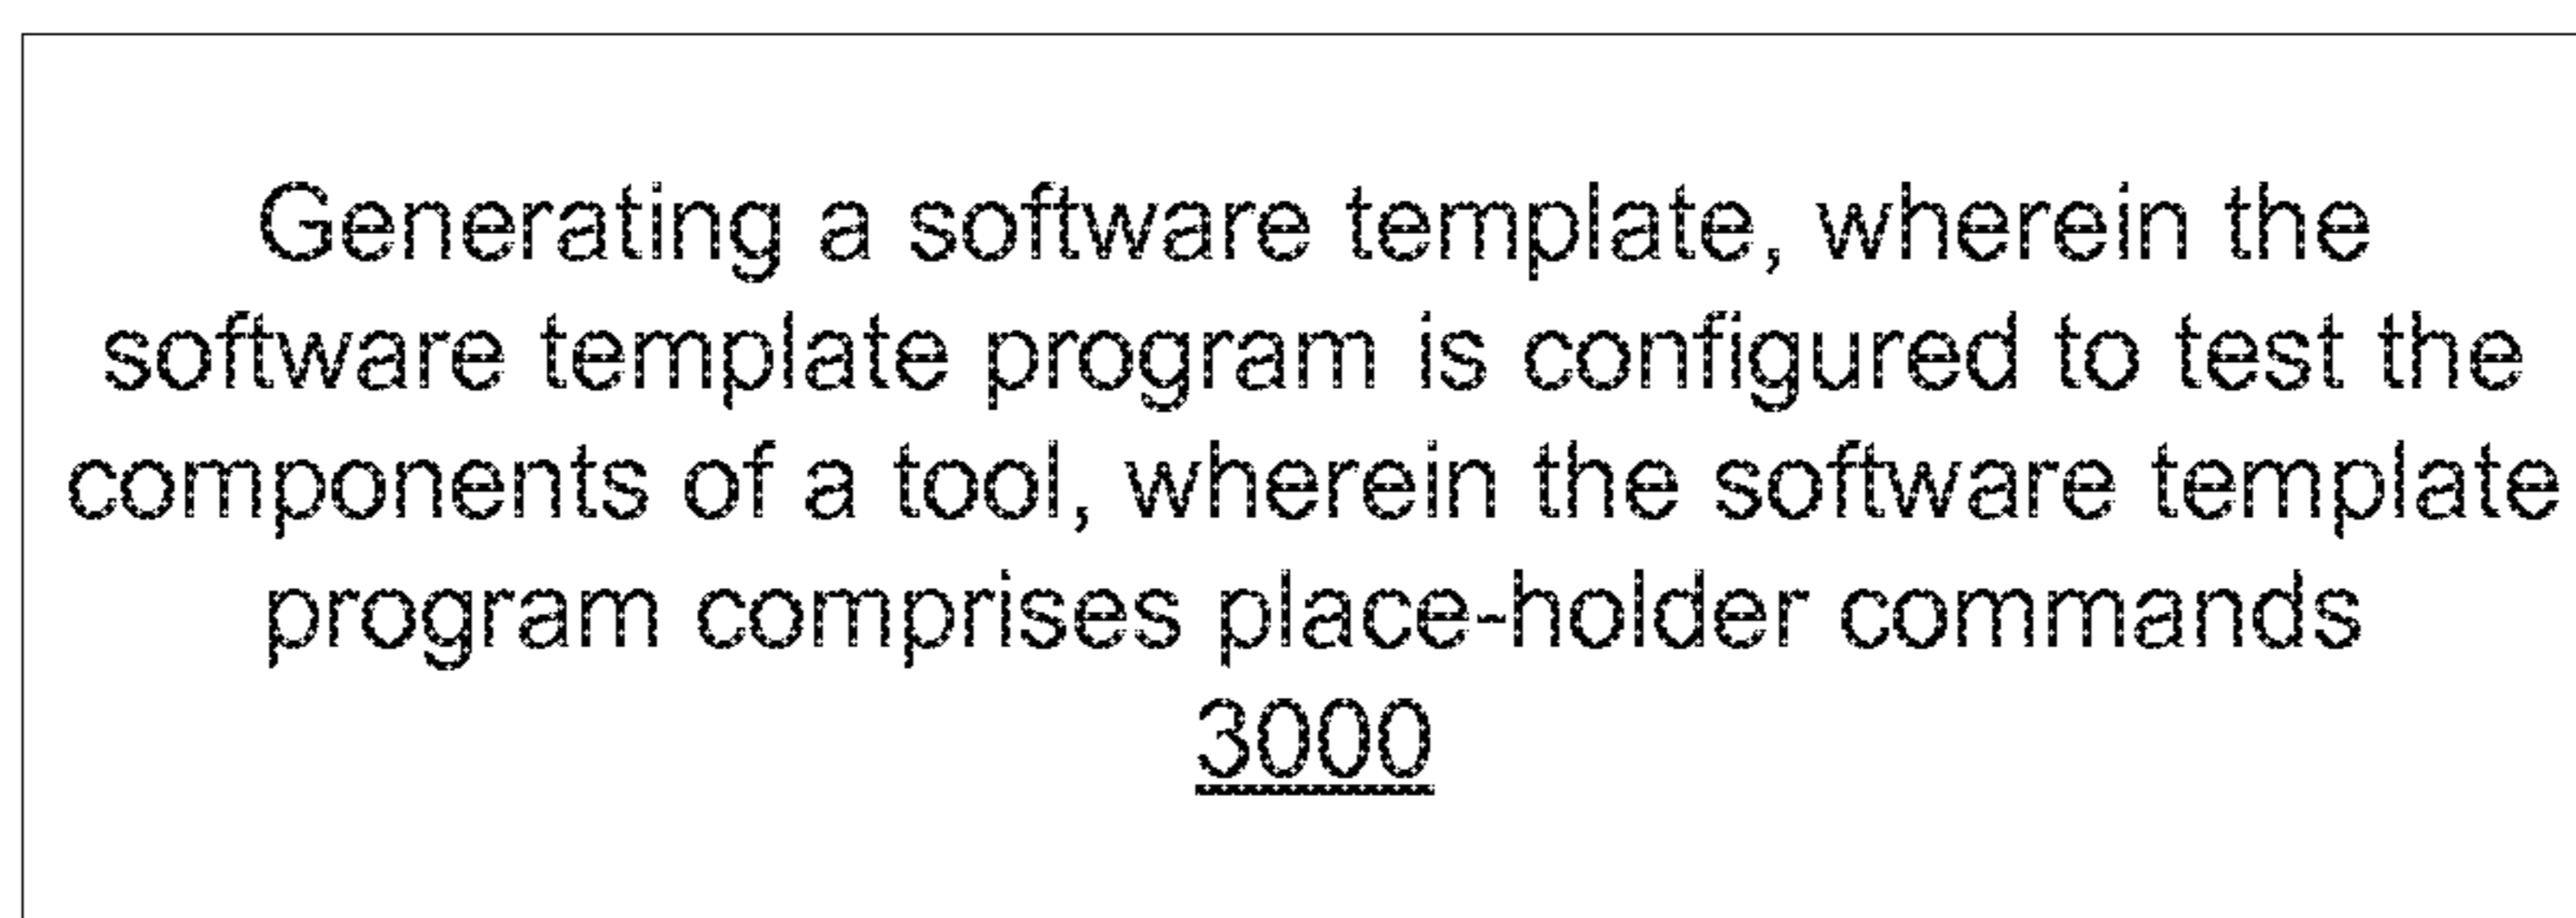 Generating a software template, wherein the
software template program is configured to test the
components of a tool, wherein the software template
program comprises place-holder commands
3000